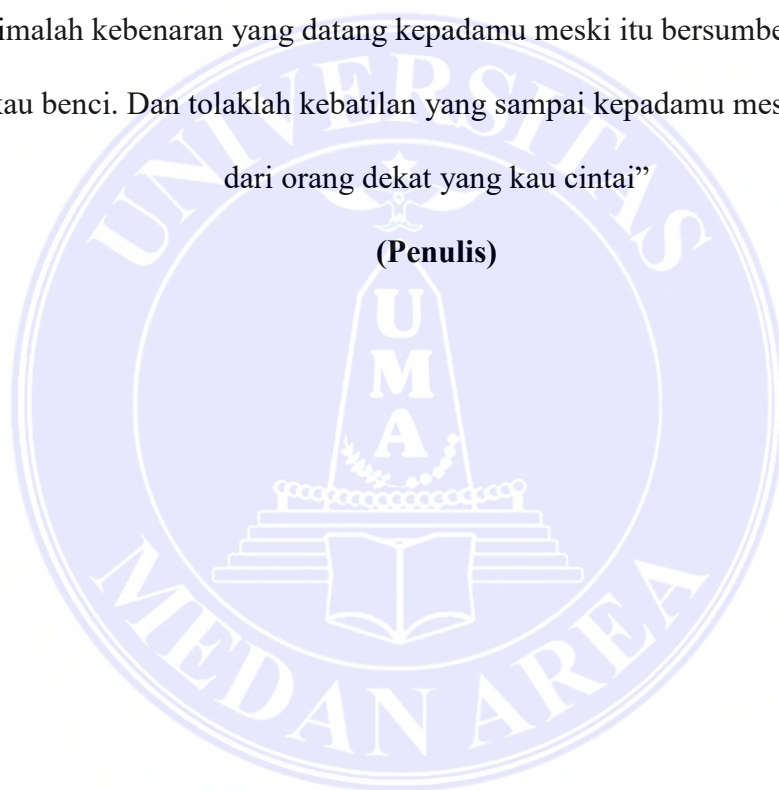 imalah kebenaran yang datang kepadamu meski itu bersumbe
kau benci. Dan tolaklah kebatilan yang sampai kepadamu mes
dari orang dekat yang kau cintai”
(Penulis)
UNIVERSITAS
U
M
A
MEDAN AREA